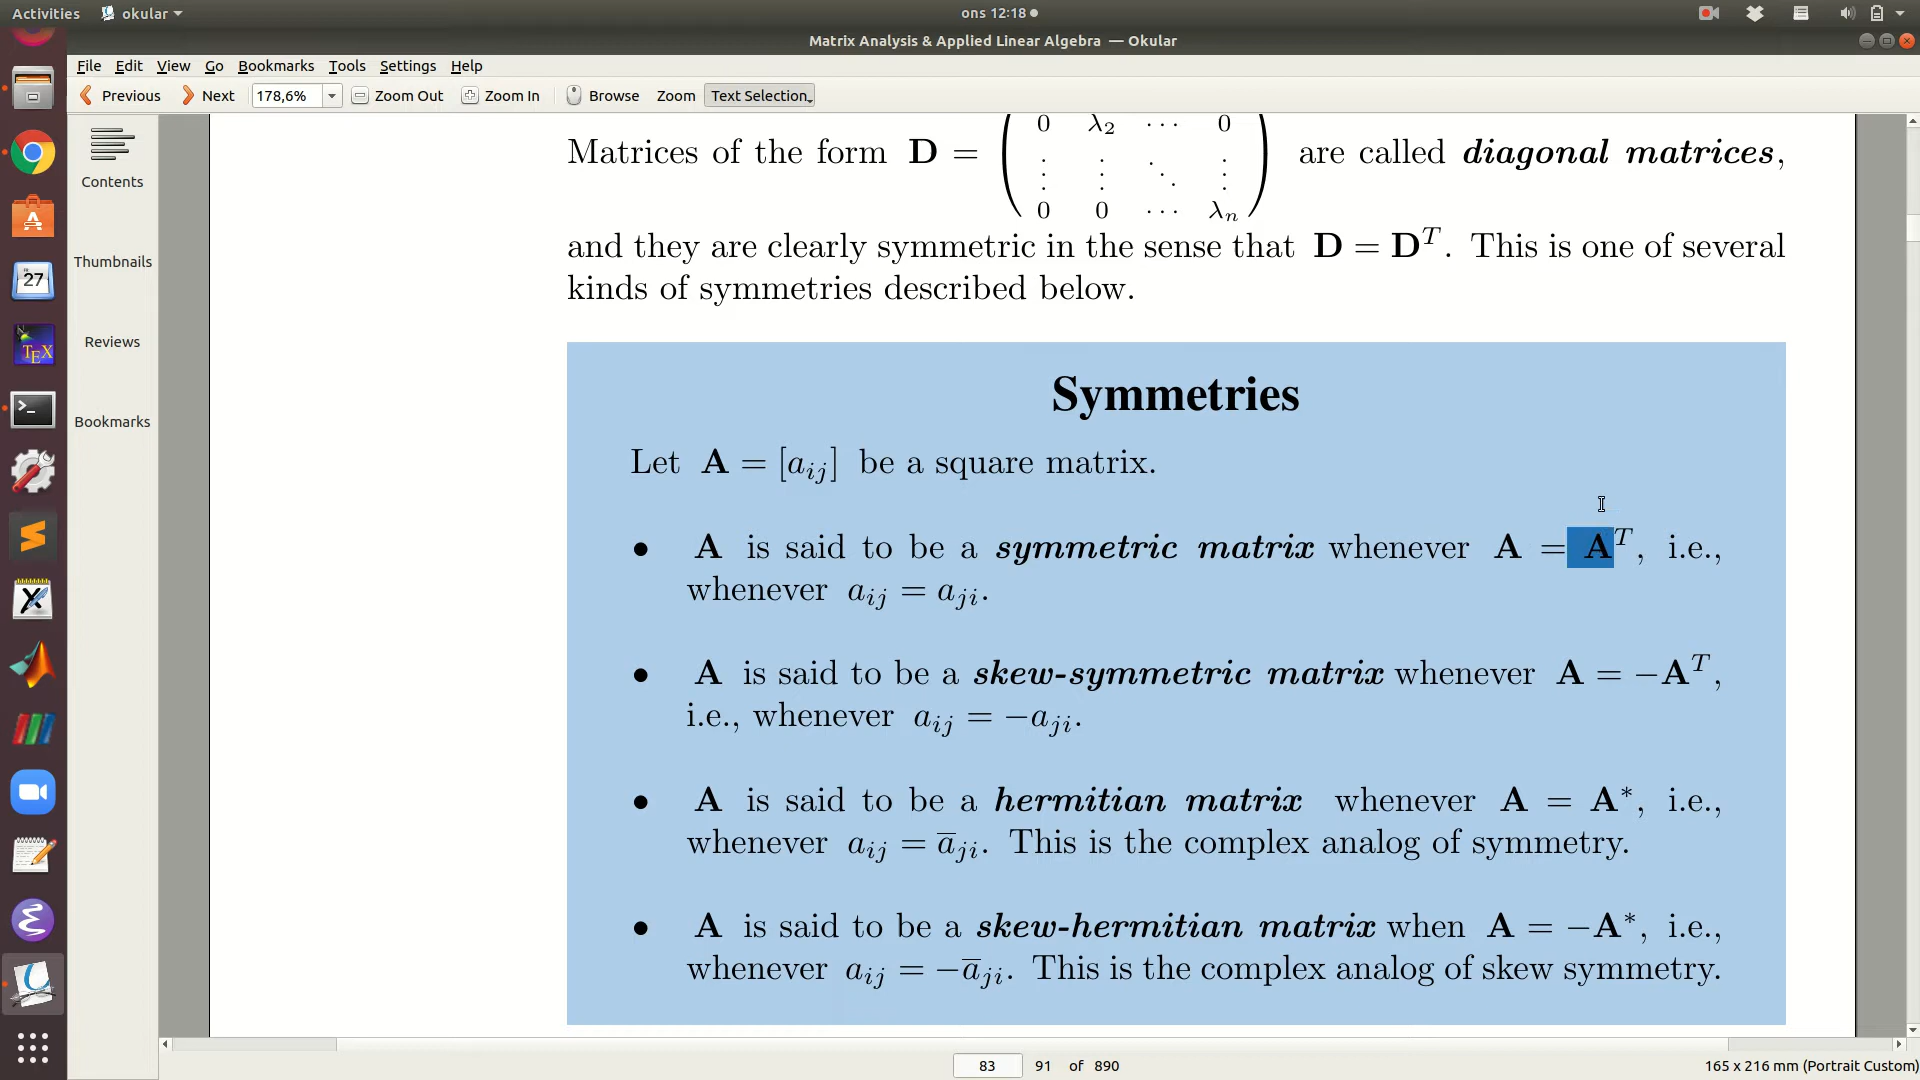 Activities okular ons 12:18
Matrix Analysis & Applied Linear Algebra — Okular
File Edit View Go Bookmarks Tools Settings Help
Previous Next 178,6% Zoom Out Zoom In Browse Zoom Text Selection
Contents
Thumbnails
Reviews
Bookmarks
27
TEX
0 λ₂ ··· 0
Matrices of the form D = ⋮ ⋮ ⋱ ⋮ are called diagonal matrices,
0 0 ··· λₙ
and they are clearly symmetric in the sense that D = Dᵀ. This is one of several
kinds of symmetries described below.
Symmetries
Let A = [aᵢⱼ] be a square matrix.
• A is said to be a symmetric matrix whenever A = Aᵀ, i.e.,
whenever aᵢⱼ = aⱼᵢ.
• A is said to be a skew-symmetric matrix whenever A = −Aᵀ,
i.e., whenever aᵢⱼ = −aⱼᵢ.
• A is said to be a hermitian matrix whenever A = A*, i.e.,
whenever aᵢⱼ = a̅ⱼᵢ. This is the complex analog of symmetry.
• A is said to be a skew-hermitian matrix when A = −A*, i.e.,
whenever aᵢⱼ = −a̅ⱼᵢ. This is the complex analog of skew symmetry.
83 91 of 890
165 x 216 mm (Portrait Custom)